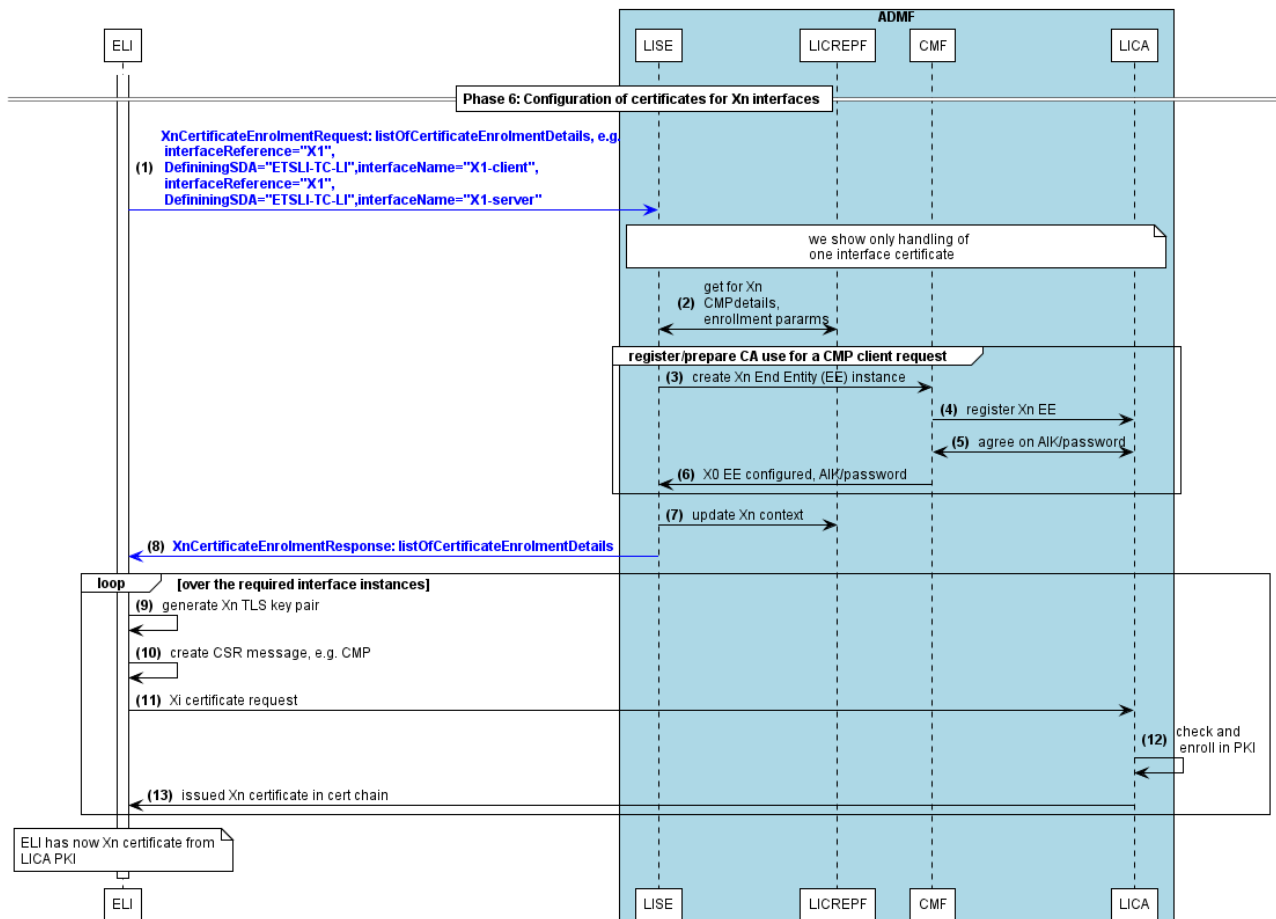 ADMF
ELI
LISE
LICREPF
CMF
LICA
Phase 6: Configuration of certificates for Xn interfaces
XnCertificateEnrolmentRequest: listOfCertificateEnrolmentDetails, e.g.
interfaceReference="X1",
(1) DefininingSDA="ETSLI-TC-LI",interfaceName="X1-client",
interfaceReference="X1",
DefininingSDA="ETSLI-TC-LI",interfaceName="X1-server"
we show only handling of
one interface certificate
get for Xn
(2) CMPdetails,
enrollment pararms
register/prepare CA use for a CMP client request
(3) create Xn End Entity (EE) instance
(4) register Xn EE
(5) agree on AIK/password
(6) X0 EE configured, AIK/password
(7) update Xn context
(8) XnCertificateEnrolmentResponse: listOfCertificateEnrolmentDetails
loop [over the required interface instances]
(9) generate Xn TLS key pair
(10) create CSR message, e.g. CMP
(11) Xi certificate request
check and
(12) enroll in PKI
(13) issued Xn certificate in cert chain
ELI has now Xn certificate from
LICA PKI
ELI
LISE
LICREPF
CMF
LICA